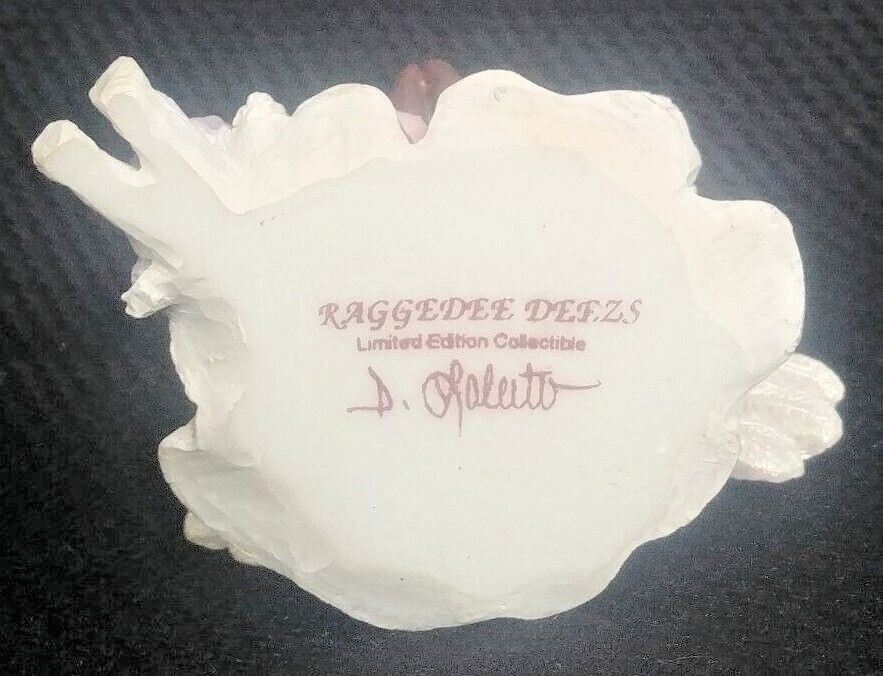 RAGGEDEE DEEZS
Limited Edition Collectible
D.